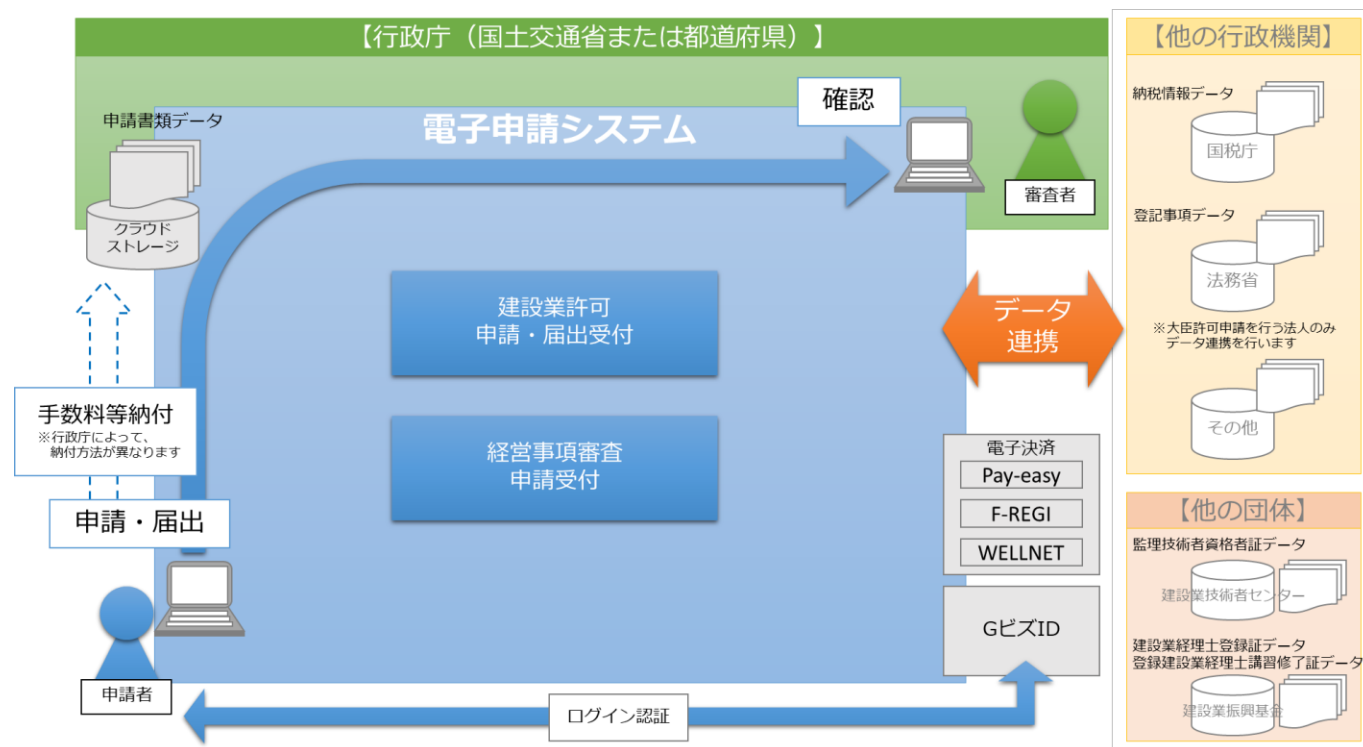 【行政庁（国土交通省または都道府県）】
申請書類データ
クラウド
ストレージ
電子申請システム
確認
審査者
建設業許可
申請・届出受付
経営事項審査
申請受付
手数料等納付
※行政庁によって、
納付方法が異なります
申請・届出
申請者
ログイン認証
データ
連携
電子決済
Pay-easy
F-REGI
WELLNET
GビズID
【他の行政機関】
納税情報データ
国税庁
登記事項データ
法務省
※大臣許可申請を行う法人のみ
データ連携を行います
その他
【他の団体】
監理技術者資格者証データ
建設業技術者センター
建設業経理士登録証データ
登録建設業経理士講習修了証データ
建設業振興基金